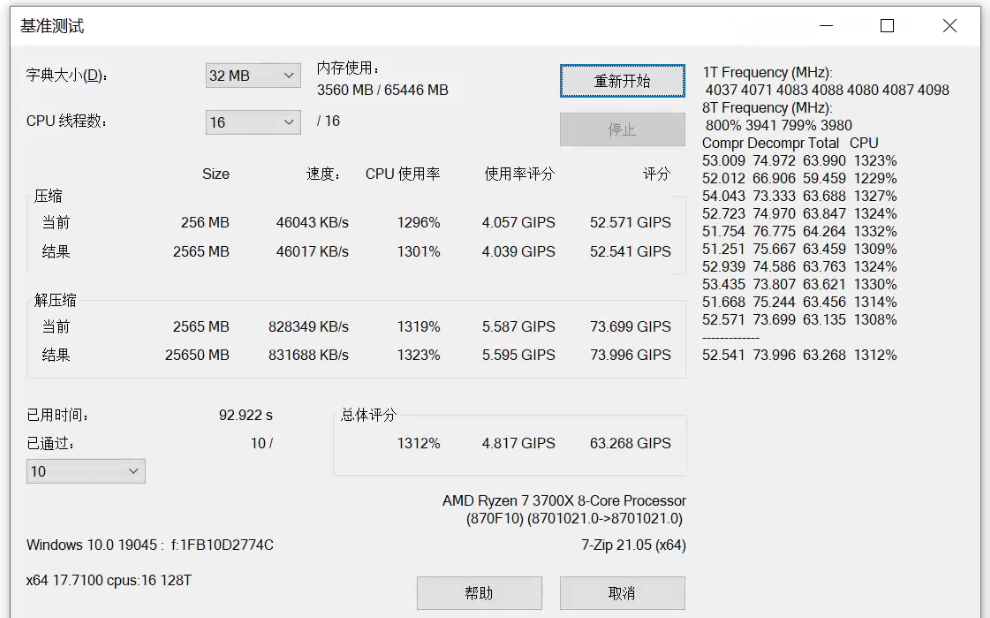 基准测试
字典大小(D):
32 MB
内存使用:
3560 MB / 65446 MB
重新开始
CPU 线程数:
16
/ 16
停止
Size 速度: CPU 使用率 使用率评分 评分
压缩
当前 256 MB 46043 KB/s 1296% 4.057 GIPS 52.571 GIPS
结果 2565 MB 46017 KB/s 1301% 4.039 GIPS 52.541 GIPS
解压缩
当前 2565 MB 828349 KB/s 1319% 5.587 GIPS 73.699 GIPS
结果 25650 MB 831688 KB/s 1323% 5.595 GIPS 73.996 GIPS
已用时间: 92.922 s
已通过: 10 /
10
总体评分
1312% 4.817 GIPS 63.268 GIPS
AMD Ryzen 7 3700X 8-Core Processor
(870F10) (8701021.0->8701021.0)
Windows 10.0 19045 : f:1FB10D2774C
7-Zip 21.05 (x64)
x64 17.7100 cpus:16 128T
帮助
取消
1T Frequency (MHz):
4037 4071 4083 4088 4080 4087 4098
8T Frequency (MHz):
800% 3941 799% 3980
Compr Decompr Total CPU
53.009 74.972 63.990 1323%
52.012 66.906 59.459 1229%
54.043 73.333 63.688 1327%
52.723 74.970 63.847 1324%
51.754 76.775 64.264 1332%
51.251 75.667 63.459 1309%
52.939 74.586 63.763 1324%
53.435 73.807 63.621 1330%
51.668 75.244 63.456 1314%
52.571 73.699 63.135 1308%
-------------
52.541 73.996 63.268 1312%